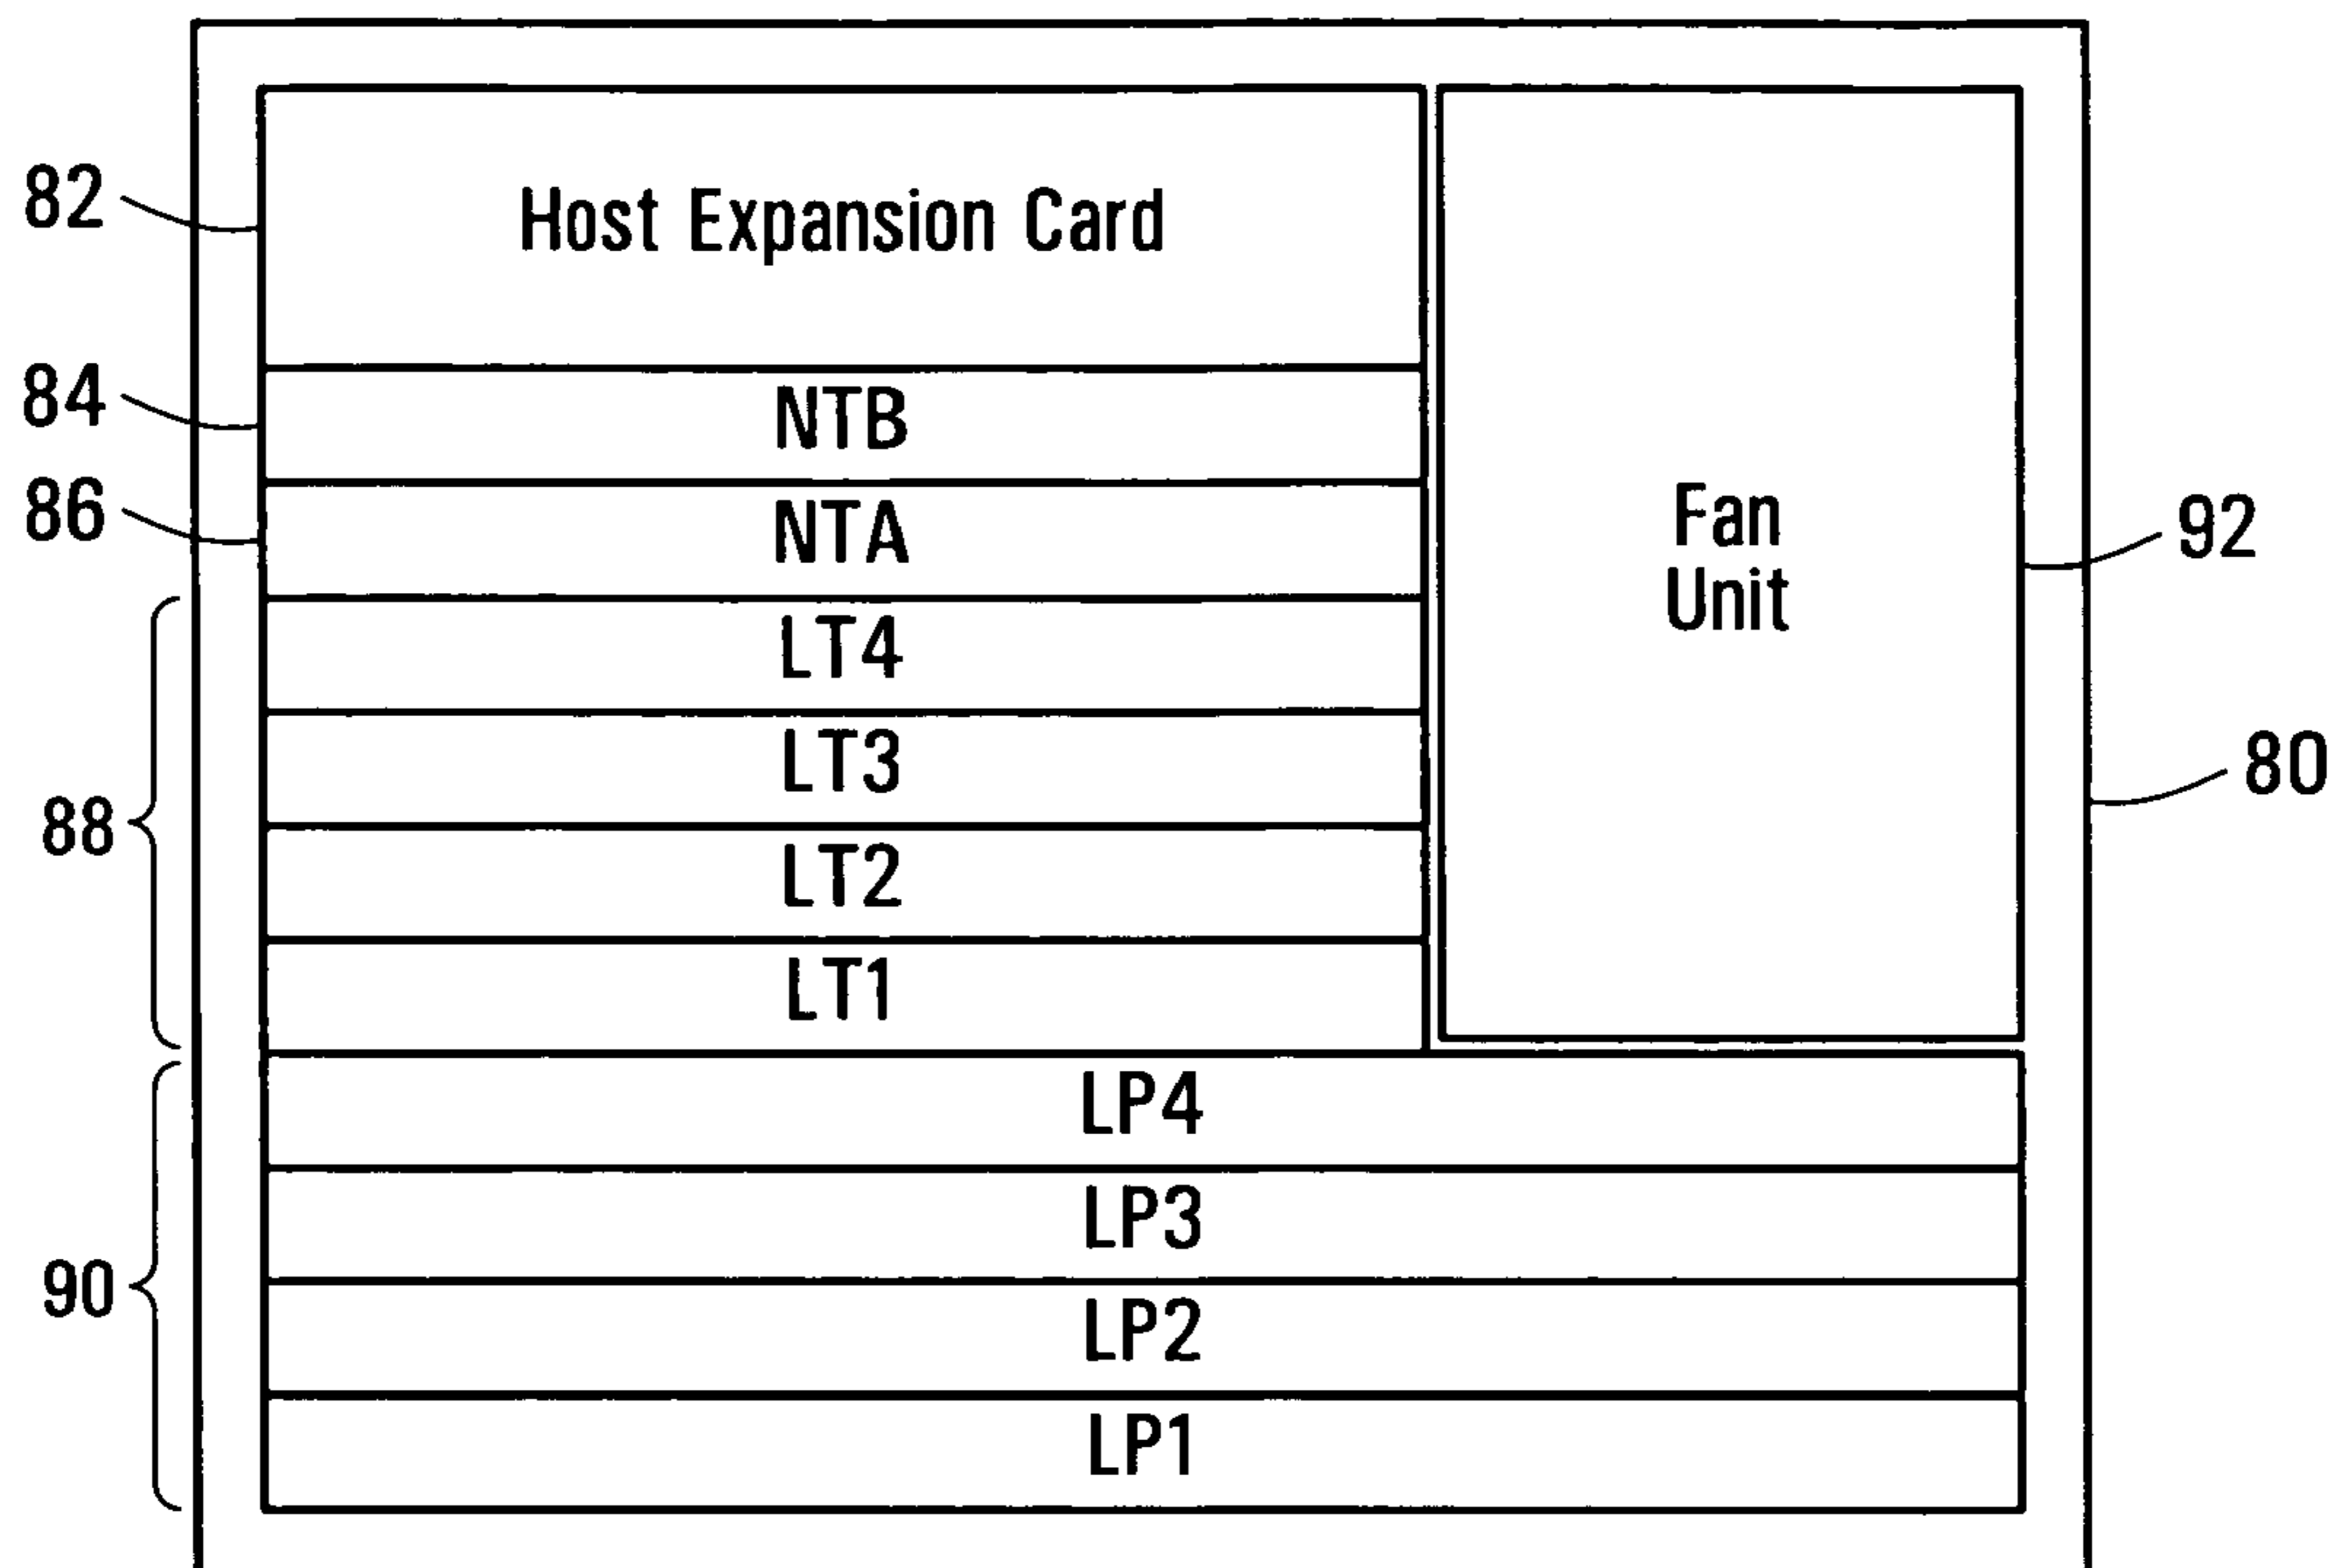 82
Host Expansion Card
84
NTB
86
NTA
Fan
Unit
92
LT4
80
LT3
88
LT2
LT1
LP4
LP3
90
LP2
LP1